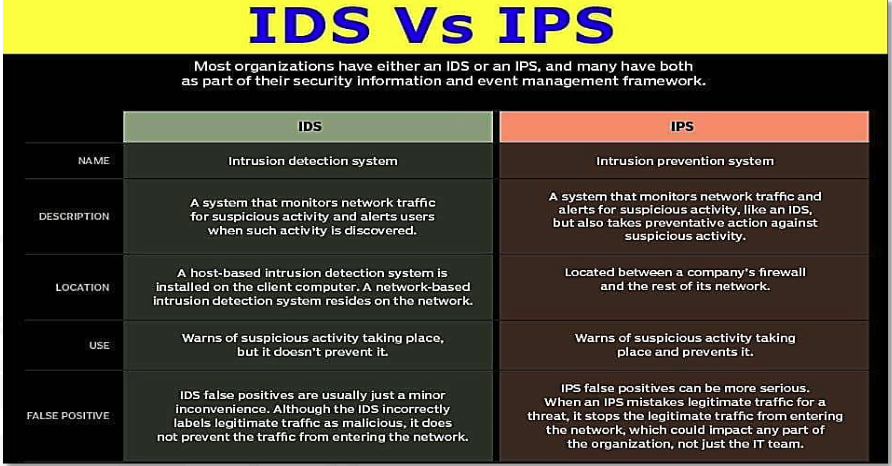 IDS Vs IPS
Most organizations have either an IDS or an IPS, and many have both
as part of their security information and event management framework.
IDS
IPS
NAME
Intrusion detection system
Intrusion prevention system
DESCRIPTION
A system that monitors network traffic
for suspicious activity and alerts users
when such activity is discovered.
A system that monitors network traffic and
alerts for suspicious activity, like an IDS,
but also takes preventative action against
suspicious activity.
LOCATION
A host-based intrusion detection system is
installed on the client computer. A network-based
intrusion detection system resides on the network.
Located between a company's firewall
and the rest of its network.
USE
Warns of suspicious activity taking place,
but it doesn't prevent it.
Warns of suspicious activity taking
place and prevents it.
FALSE POSITIVE
IDS false positives are usually just a minor
inconvenience. Although the IDS incorrectly
labels legitimate traffic as malicious, it does
not prevent the traffic from entering the network.
IPS false positives can be more serious.
When an IPS mistakes legitimate traffic for a
threat, it stops the legitimate traffic from entering
the network, which could impact any part of
the organization, not just the IT team.